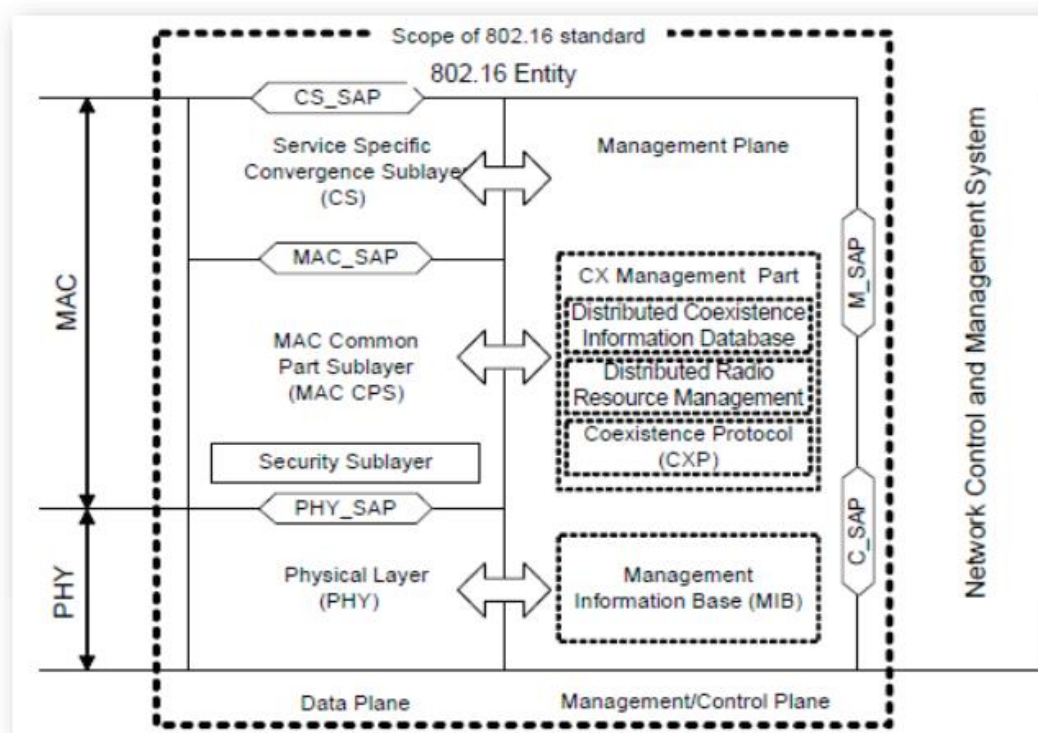 Scope of 802.16 standard
802.16 Entity
CS_SAP
Service Specific
Convergence Sublayer
(CS)
Management Plane
MAC_SAP
MAC
MAC Common
Part Sublayer
(MAC CPS)
CX Management Part
Distributed Coexistence
Information Database
Distributed Radio
Resource Management
Coexistence Protocol
(CXP)
M_SAP
Security Sublayer
PHY_SAP
PHY
Physical Layer
(PHY)
Management
Information Base (MIB)
C_SAP
Network Control and Management System
Data Plane
Management/Control Plane